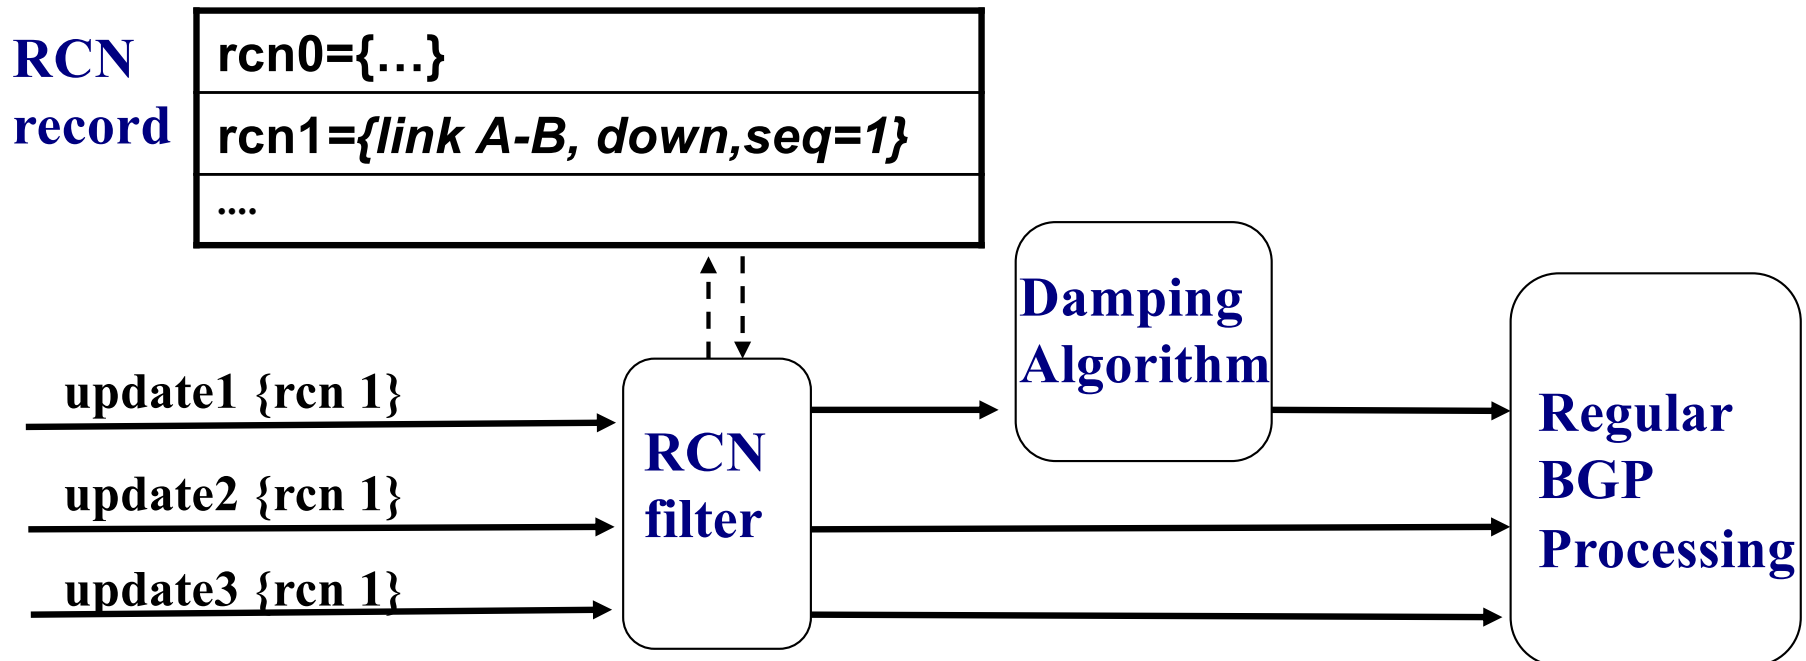 RCN
record
rcn0={…}
rcn1={link A-B, down,seq=1}
....
Damping
Algorithm
update1 {rcn 1}
update2 {rcn 1}
update3 {rcn 1}
RCN
filter
Regular
BGP
Processing